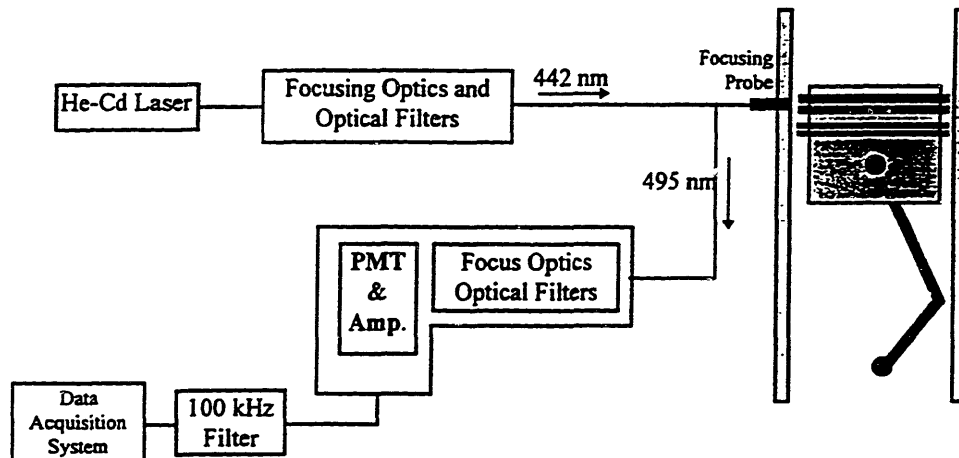 He-Cd Laser
Focusing Optics and
Optical Filters
442 nm
Focusing
Probe
495 nm
PMT
&
Amp.
Focus Optics
Optical Filters
Data
Acquisition
System
100 kHz
Filter